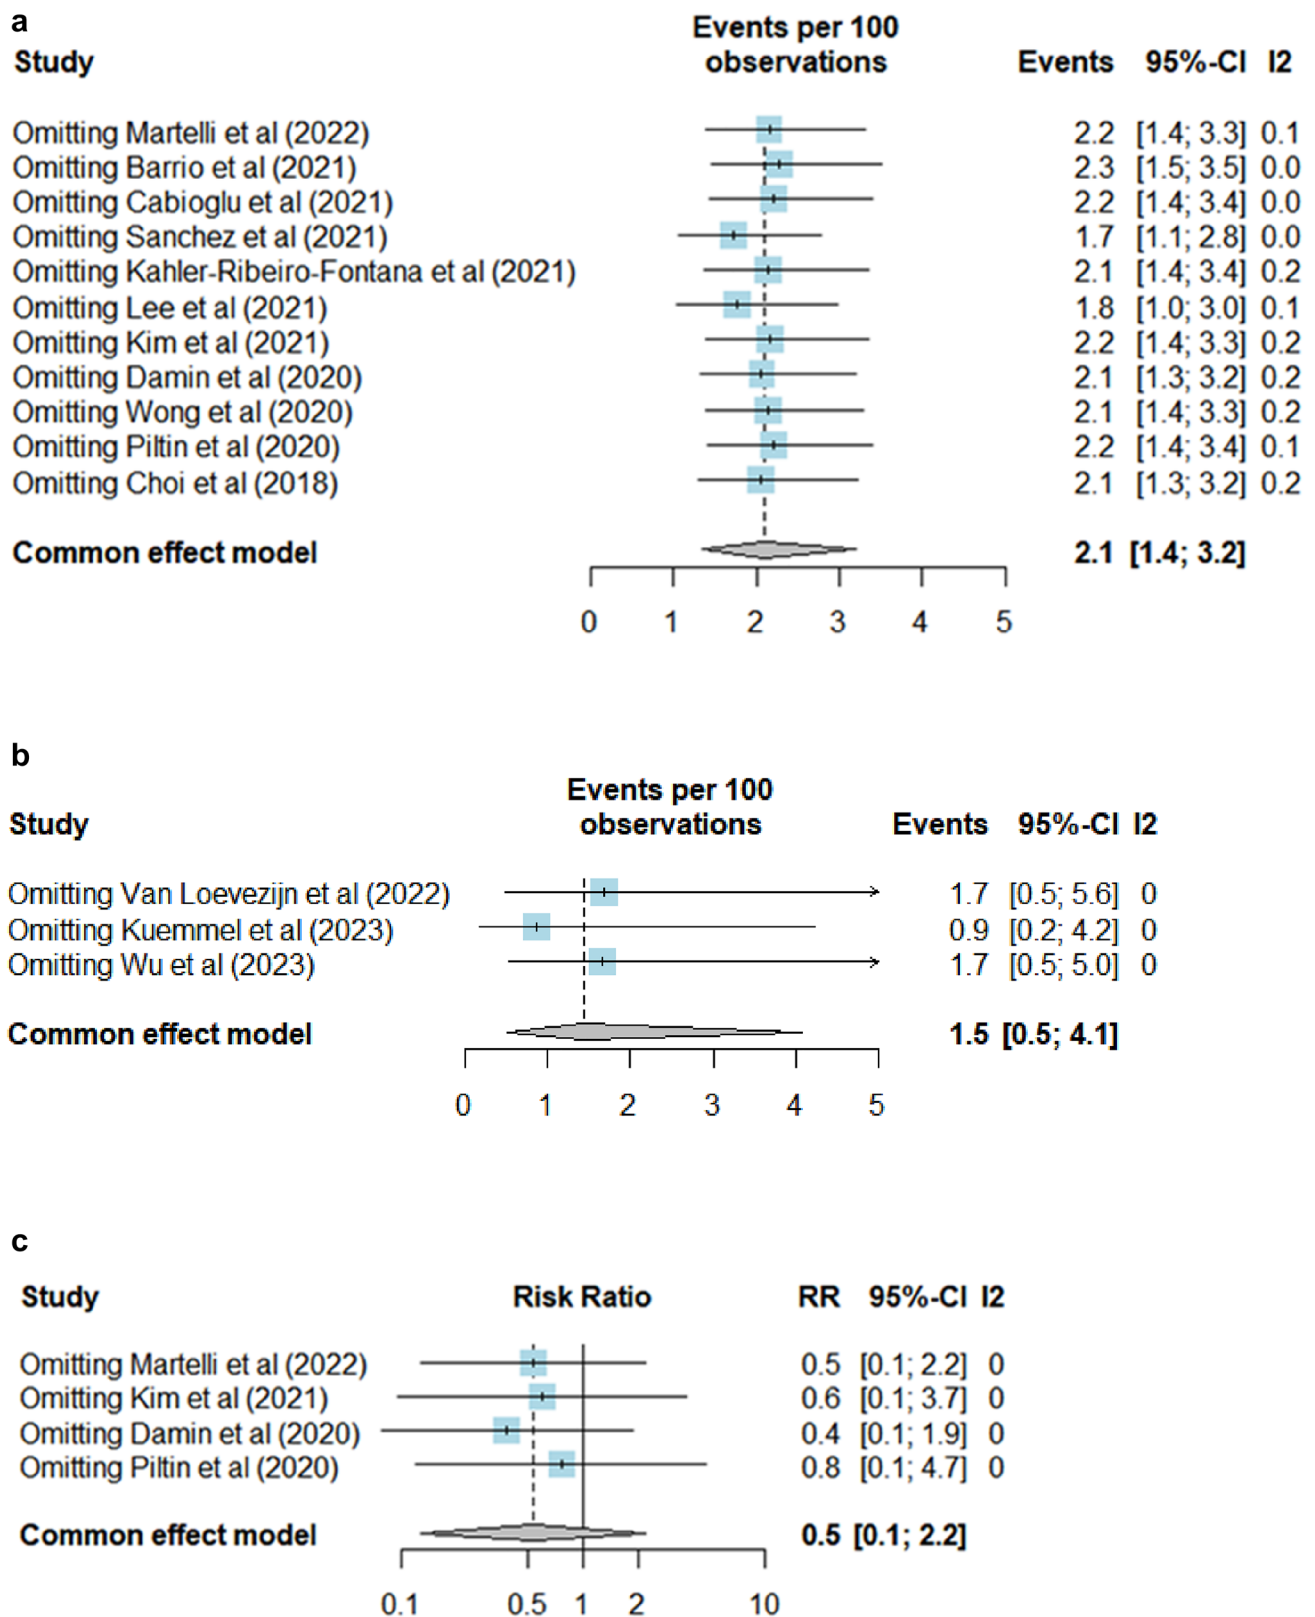 a
Events per 100
Study observations Events 95%-CI I2
Omitting Martelli et al (2022) 2.2 [1.4; 3.3] 0.1
Omitting Barrio et al (2021) 2.3 [1.5; 3.5] 0.0
Omitting Cabioglu et al (2021) 2.2 [1.4; 3.4] 0.0
Omitting Sanchez et al (2021) 1.7 [1.1; 2.8] 0.0
Omitting Kahler-Ribeiro-Fontana et al (2021) 2.1 [1.4; 3.4] 0.2
Omitting Lee et al (2021) 1.8 [1.0; 3.0] 0.1
Omitting Kim et al (2021) 2.2 [1.4; 3.3] 0.2
Omitting Damin et al (2020) 2.1 [1.3; 3.2] 0.2
Omitting Wong et al (2020) 2.1 [1.4; 3.3] 0.2
Omitting Piltin et al (2020) 2.2 [1.4; 3.4] 0.1
Omitting Choi et al (2018) 2.1 [1.3; 3.2] 0.2
Common effect model 2.1 [1.4; 3.2]
0 1 2 3 4 5
b
Events per 100
Study observations Events 95%-CI I2
Omitting Van Loevezijn et al (2022) 1.7 [0.5; 5.6] 0
Omitting Kuemmel et al (2023) 0.9 [0.2; 4.2] 0
Omitting Wu et al (2023) 1.7 [0.5; 5.0] 0
Common effect model 1.5 [0.5; 4.1]
0 1 2 3 4 5
c
Study Risk Ratio RR 95%-CI I2
Omitting Martelli et al (2022) 0.5 [0.1; 2.2] 0
Omitting Kim et al (2021) 0.6 [0.1; 3.7] 0
Omitting Damin et al (2020) 0.4 [0.1; 1.9] 0
Omitting Piltin et al (2020) 0.8 [0.1; 4.7] 0
Common effect model 0.5 [0.1; 2.2]
0.1 0.5 1 2 10